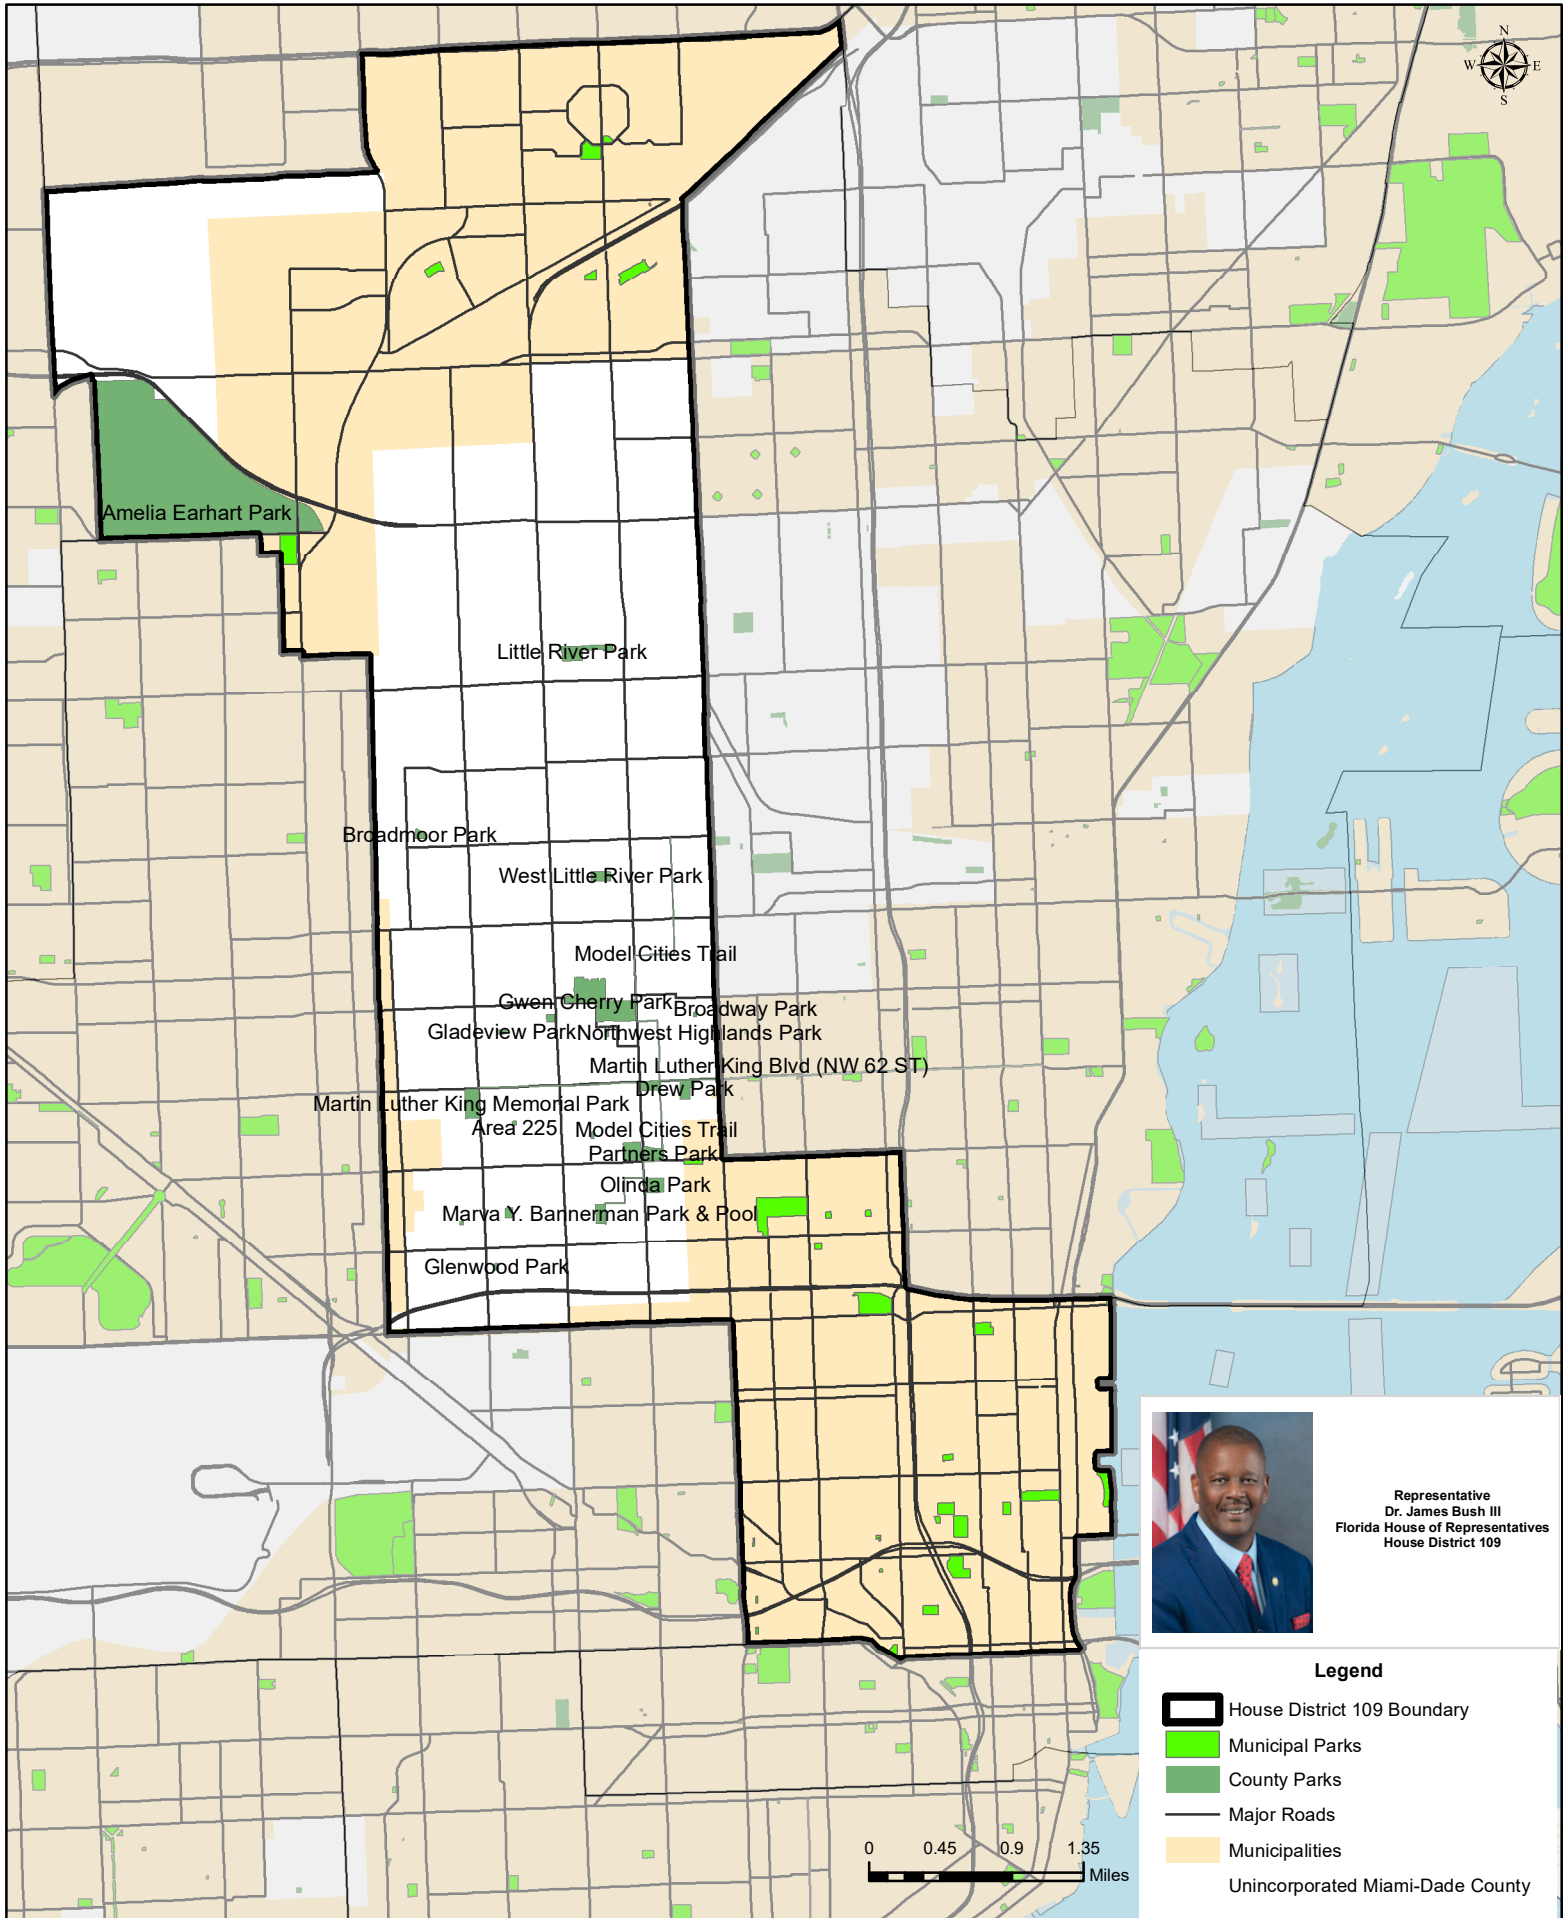 N
W E
S
Amelia Earhart Park
Little River Park
Broadmoor Park
West Little River Park
Model Cities Trail
Gwen Cherry Park
Broadway Park
Gladeview Park
Northwest Highlands Park
Martin Luther King Blvd (NW 62 ST)
Drew Park
Martin Luther King Memorial Park
Area 225
Model Cities Trail
Partners Park
Olinda Park
Marva Y. Bannerman Park & Pool
Glenwood Park
Representative
Dr. James Bush III
Florida House of Representatives
House District 109
Legend
House District 109 Boundary
Municipal Parks
County Parks
Major Roads
Municipalities
Unincorporated Miami-Dade County
0 0.45 0.9 1.35
Miles